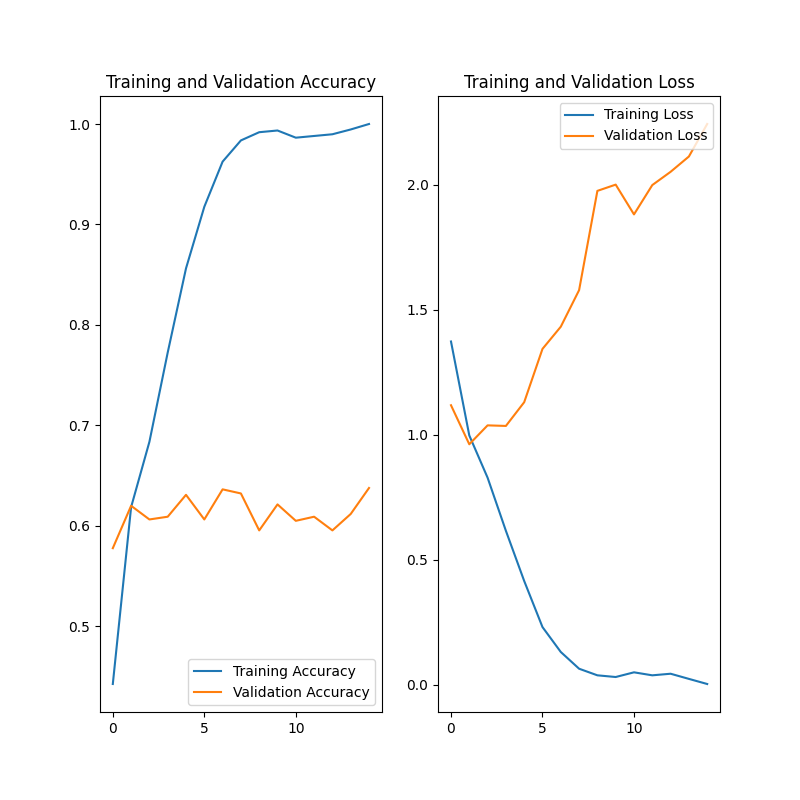 Training and Validation Accuracy
1.0
0.9
0.8
0.7
0.6
0.5
0
5
10
Training Accuracy
Validation Accuracy
Training and Validation Loss
Training Loss
Validation Loss
2.0
1.5
1.0
0.5
0.0
0
5
10